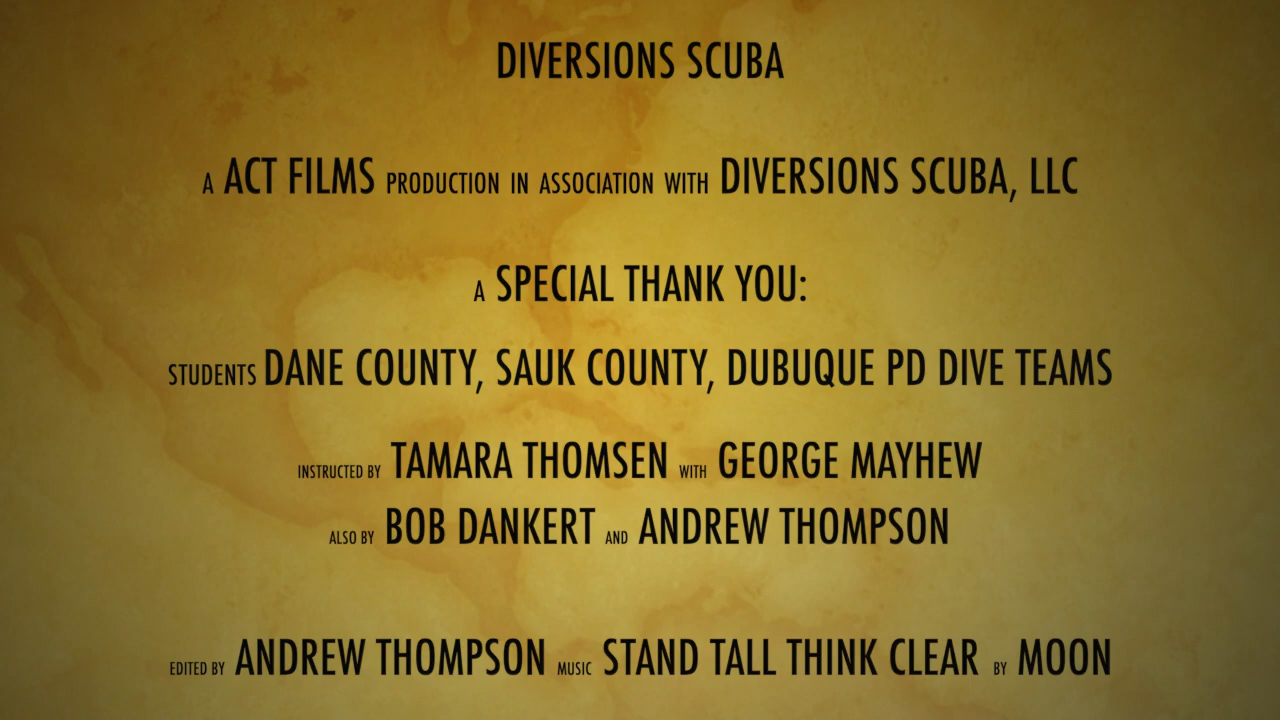 DIVERSIONS SCUBA
A ACT FILMS PRODUCTION IN ASSOCIATION WITH DIVERSIONS SCUBA, LLC
A SPECIAL THANK YOU:
STUDENTS DANE COUNTY, SAUK COUNTY, DUBUQUE PD DIVE TEAMS
INSTRUCTED BY TAMARA THOMSEN WITH GEORGE MAYHEW
ALSO BY BOB DANKERT AND ANDREW THOMPSON
EDITED BY ANDREW THOMPSON MUSIC STAND TALL THINK CLEAR BY MOON